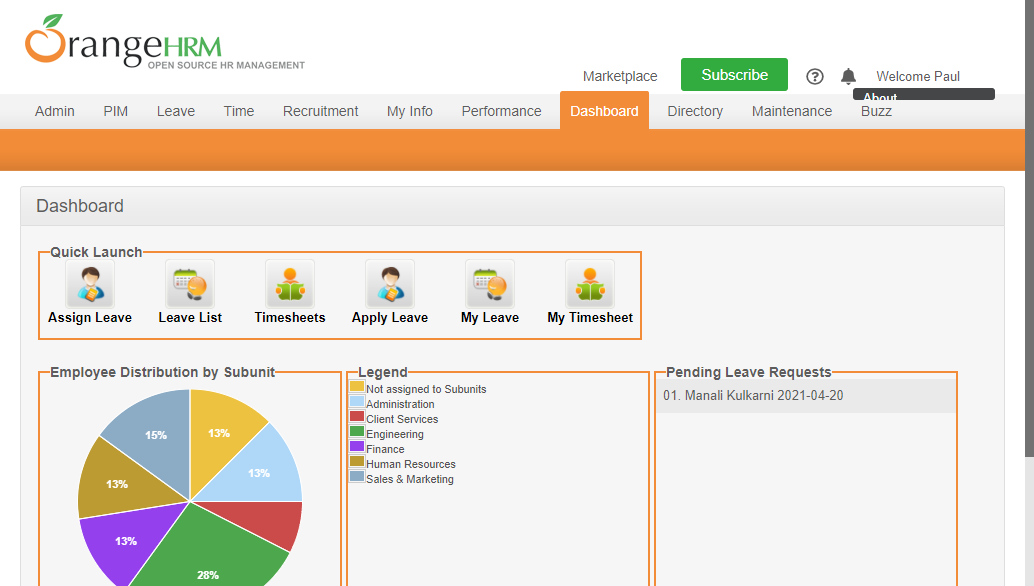 OrangeHRM
OPEN SOURCE HR MANAGEMENT
Marketplace Subscribe ? Welcome Paul
About
Admin PIM Leave Time Recruitment My Info Performance Dashboard Directory Maintenance Buzz
Dashboard
Quick Launch
Assign Leave Leave List Timesheets Apply Leave My Leave My Timesheet
Employee Distribution by Subunit
13%
13%
28%
13%
13%
15%
Legend
Not assigned to Subunits
Administration
Client Services
Engineering
Finance
Human Resources
Sales & Marketing
Pending Leave Requests
01. Manali Kulkarni 2021-04-20